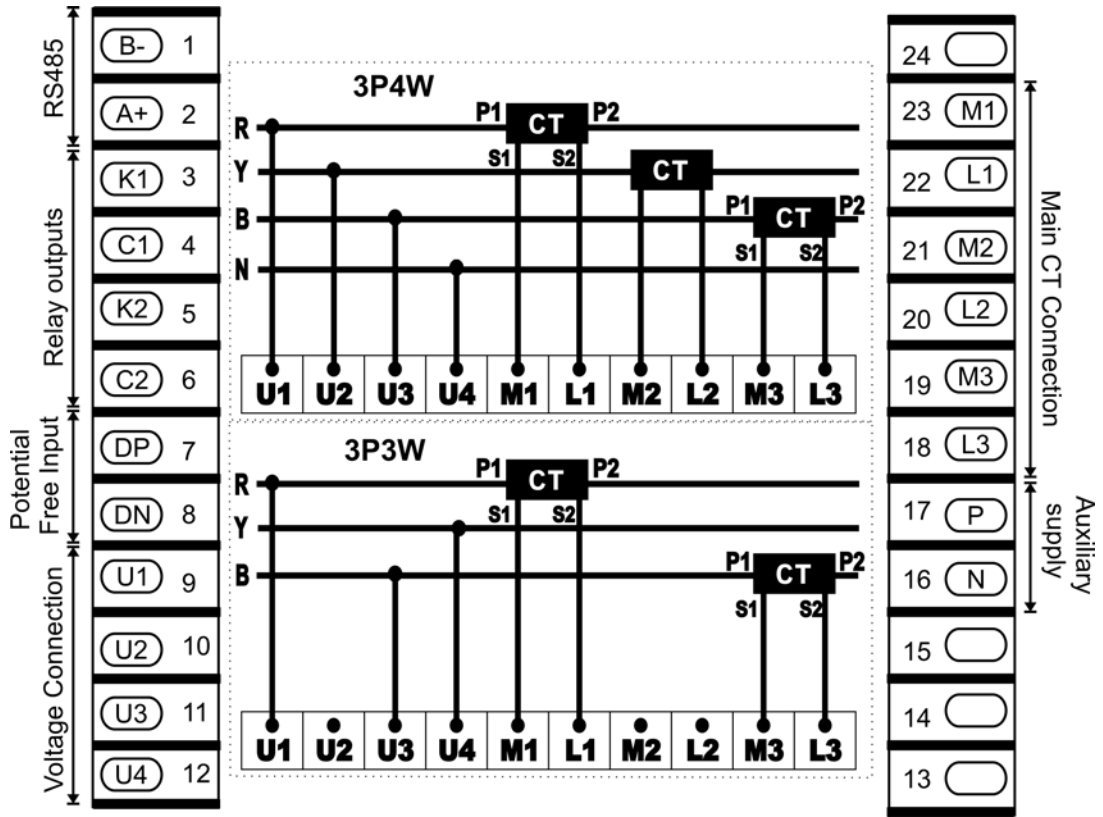 RS485
B- 1
A+ 2
Relay outputs
K1 3
C1 4
K2 5
C2 6
Potential
Free Input
DP 7
DN 8
Voltage Connection
U1 9
U2 10
U3 11
U4 12
3P4W
P1 CT P2
R
S1 S2
Y
CT
B
P1 CT P2
S1 S2
N
U1 U2 U3 U4 M1 L1 M2 L2 M3 L3
3P3W
P1 CT P2
R
S1 S2
Y
B
P1 CT P2
S1 S2
U1 U2 U3 U4 M1 L1 M2 L2 M3 L3
24
23 M1
22 L1
21 M2
20 L2
19 M3
18 L3
Main CT Connection
17 P
16 N
Auxiliary
supply
15
14
13